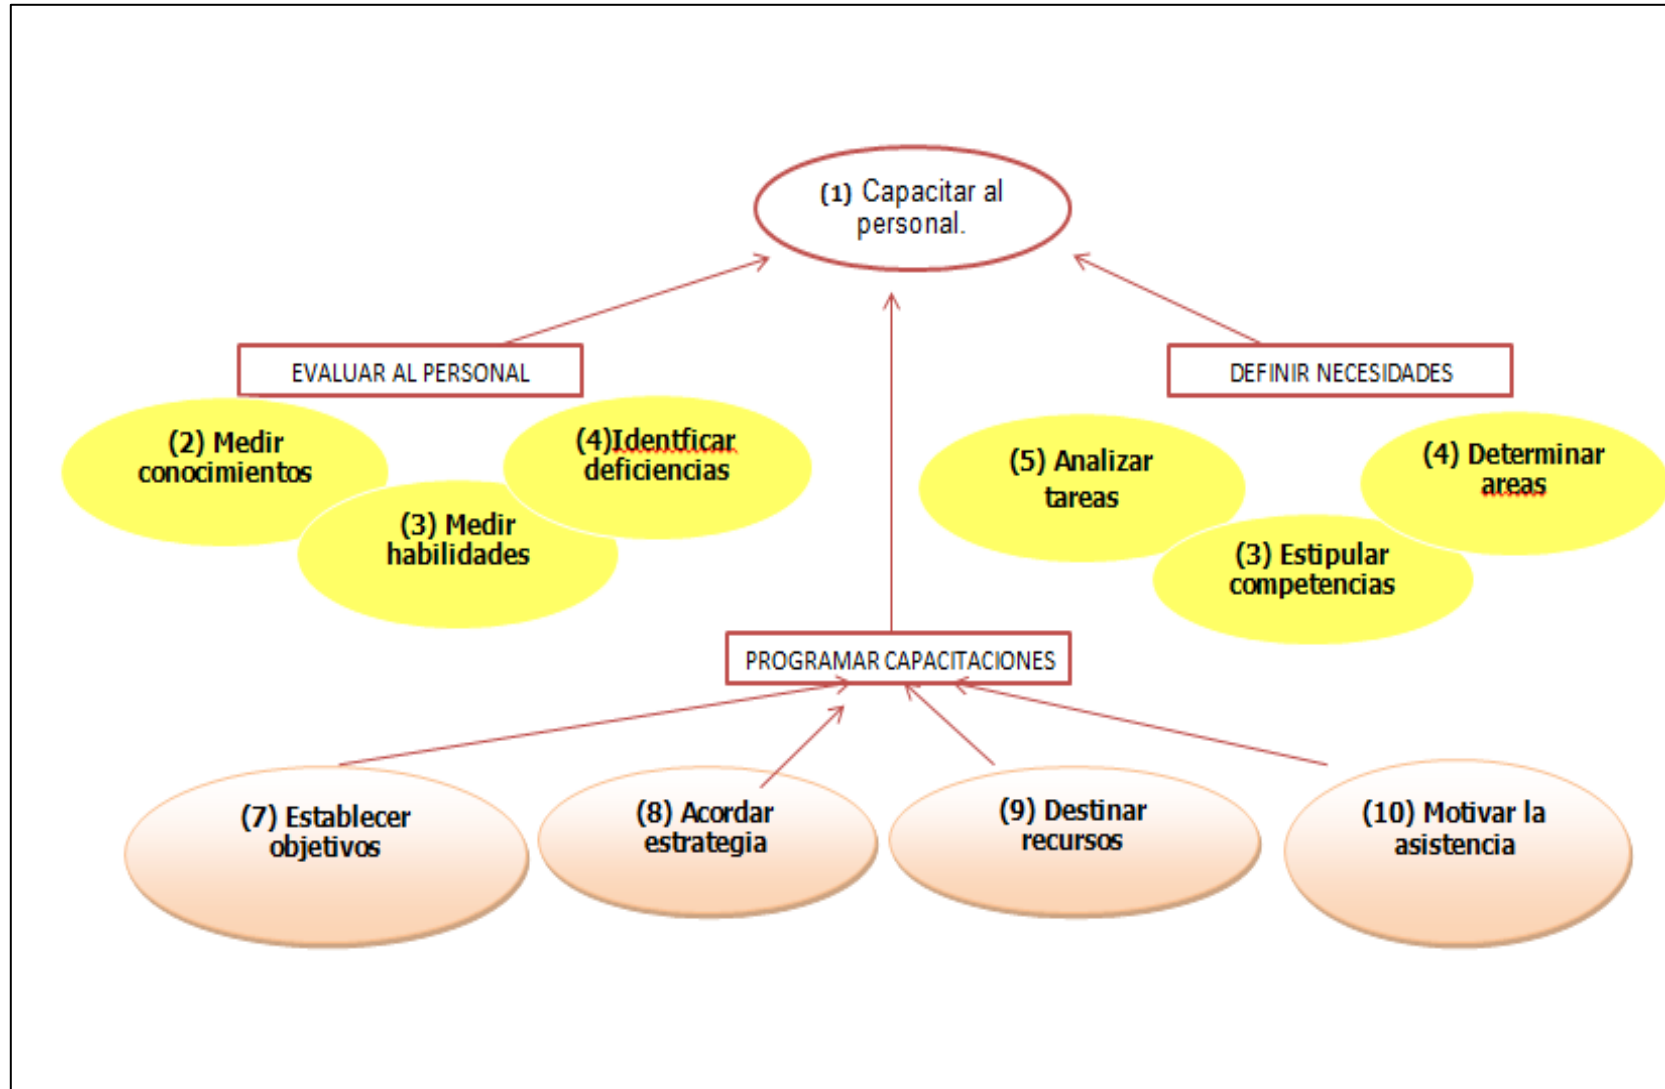 (1) Capacitar al
personal.
EVALUAR AL PERSONAL
DEFINIR NECESIDADES
(2) Medir
conocimientos
(4)Identficar
deficiencias
(3) Medir
habilidades
(5) Analizar
tareas
(4) Determinar
areas
(3) Estipular
competencias
PROGRAMAR CAPACITACIONES
(7) Establecer
objetivos
(8) Acordar
estrategia
(9) Destinar
recursos
(10) Motivar la
asistencia